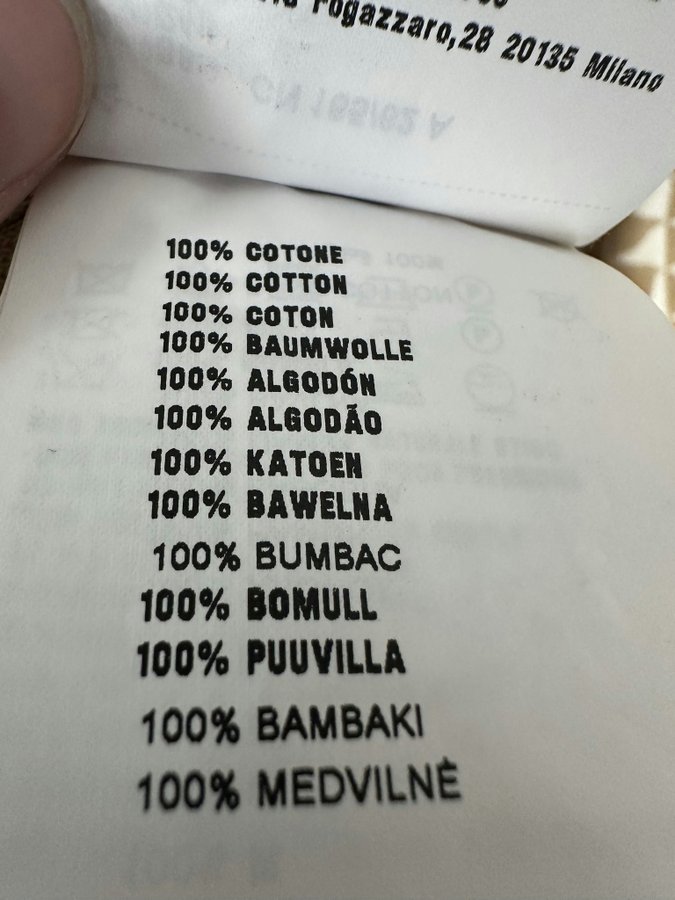 Fogazzaro,28 20135 Milano
100% COTONE
100% COTTON
100% COTON
100% BAUMWOLLE
100% ALGODÓN
100% ALGODÃO
100% KATOEN
100% BAWELNA
100% BUMBAC
100% BOMULL
100% PUUVILLA
100% BAMBAKI
100% MEDVILNĖ